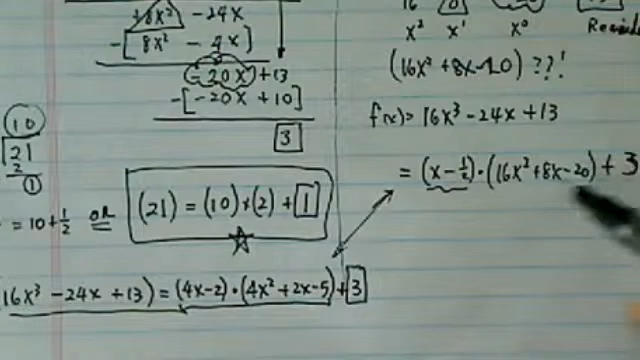 +8x² - 24x
-[8x² - 4x]
-20x + 13
-[-20x + 10]
3
10
21
2
1
= 10 + 1/2 OR
(21) = (10)•(2) + 1
16x³ - 24x + 13) = (4x-2)•(4x²+2x-5)+3
16
x² x¹ x⁰
(16x²+8x-20)??!
f(x) = 16x³ - 24x + 13
= (x - 1/2)•(16x²+8x-20) + 3